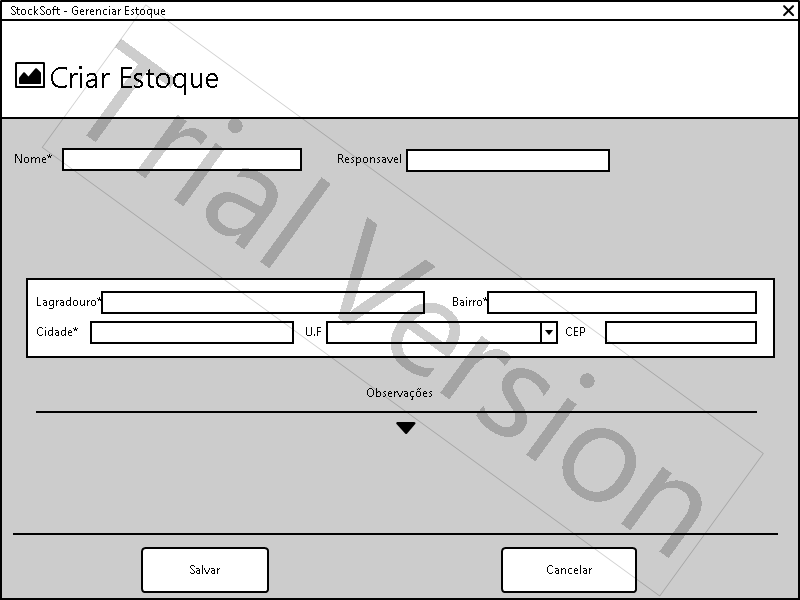 StockSoft - Gerenciar Estoque
Criar Estoque
Nome* Responsavel
Lagradouro* Bairro*
Cidade* U.F CEP
Observações
Salvar Cancelar
Trial Version